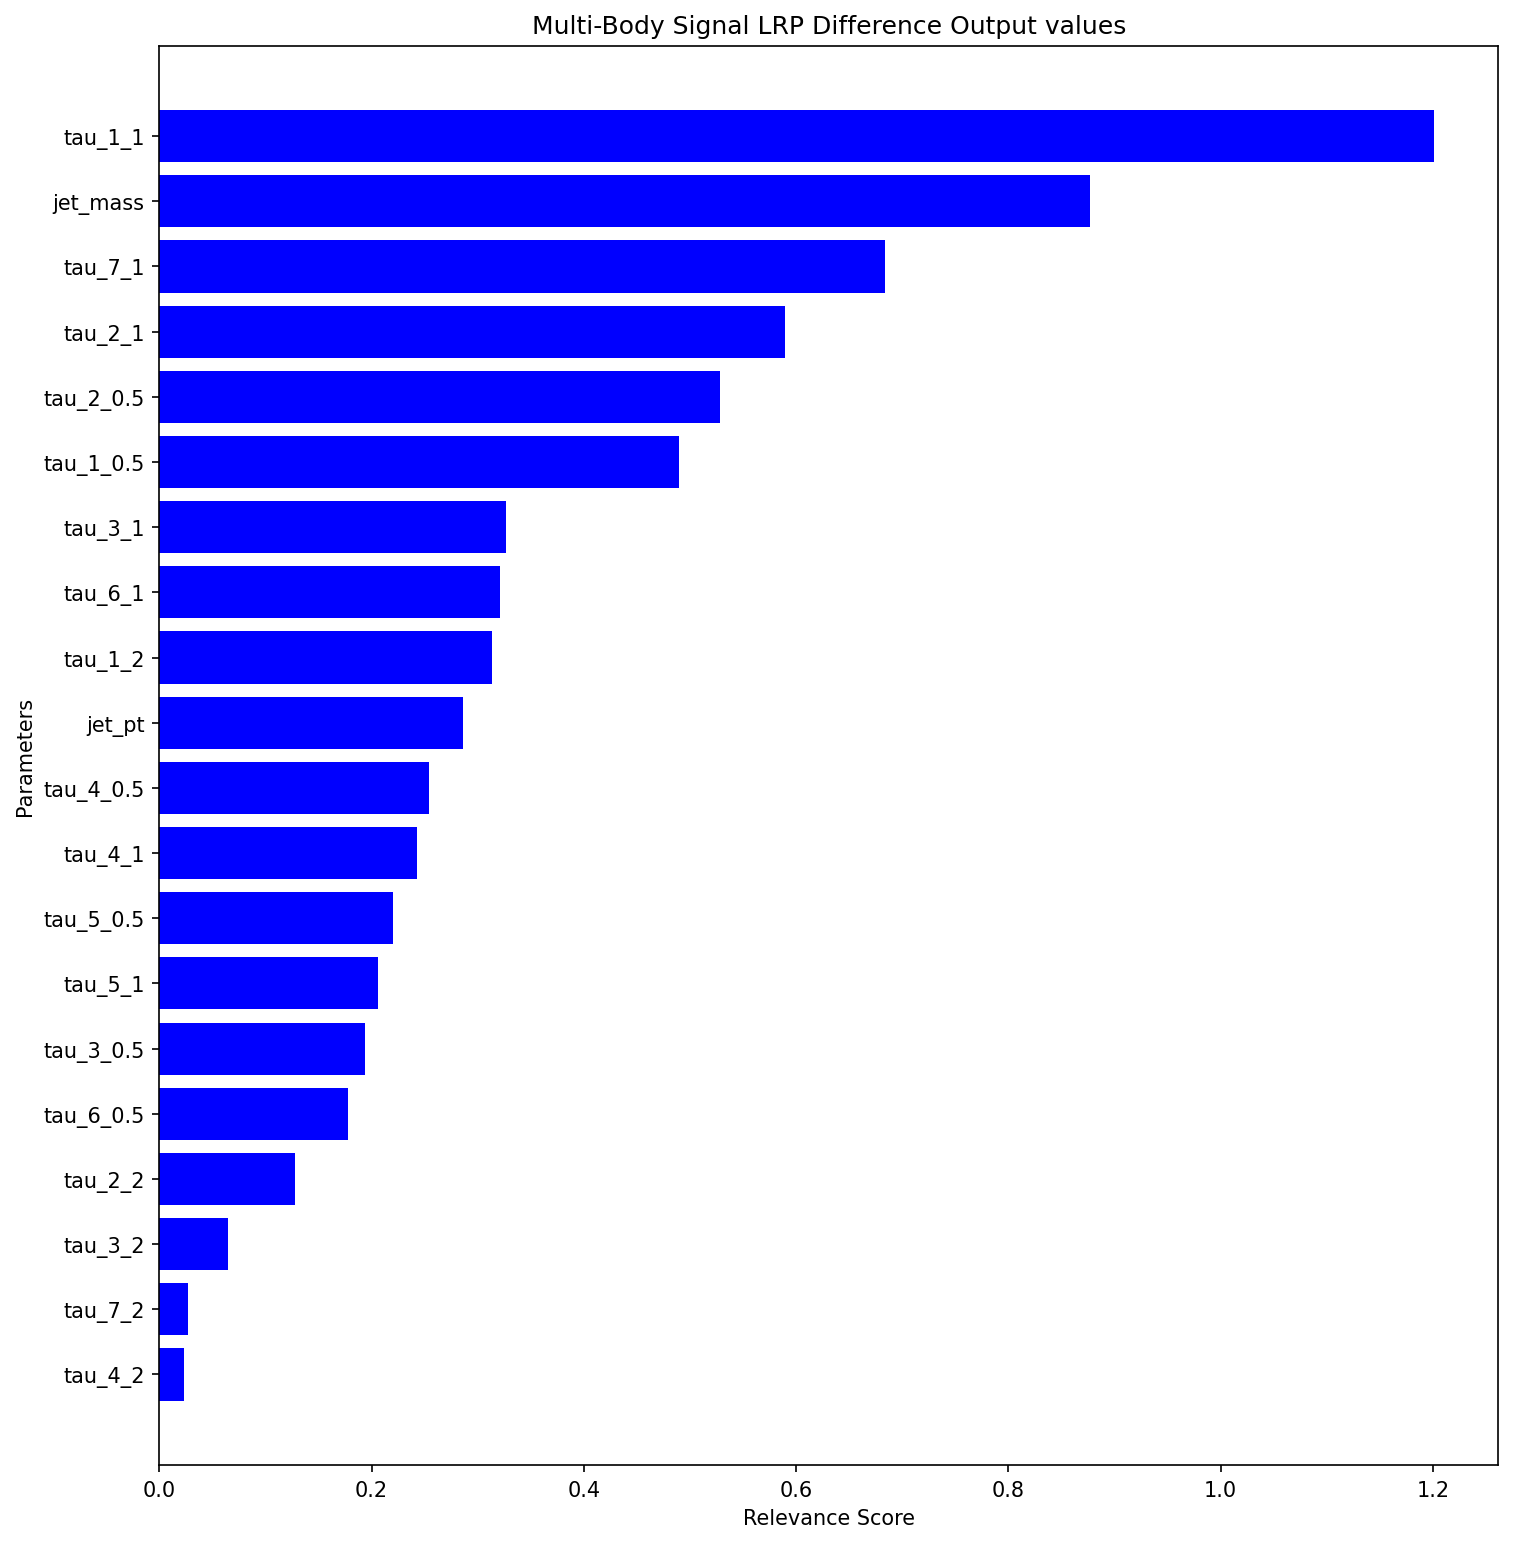 Multi-Body Signal LRP Difference Output values
tau_1_1
jet_mass
tau_7_1
tau_2_1
tau_2_0.5
tau_1_0.5
tau_3_1
tau_6_1
tau_1_2
jet_pt
tau_4_0.5
tau_4_1
tau_5_0.5
tau_5_1
tau_3_0.5
tau_6_0.5
tau_2_2
tau_3_2
tau_7_2
tau_4_2
Parameters
0.0 0.2 0.4 0.6 0.8 1.0 1.2
Relevance Score